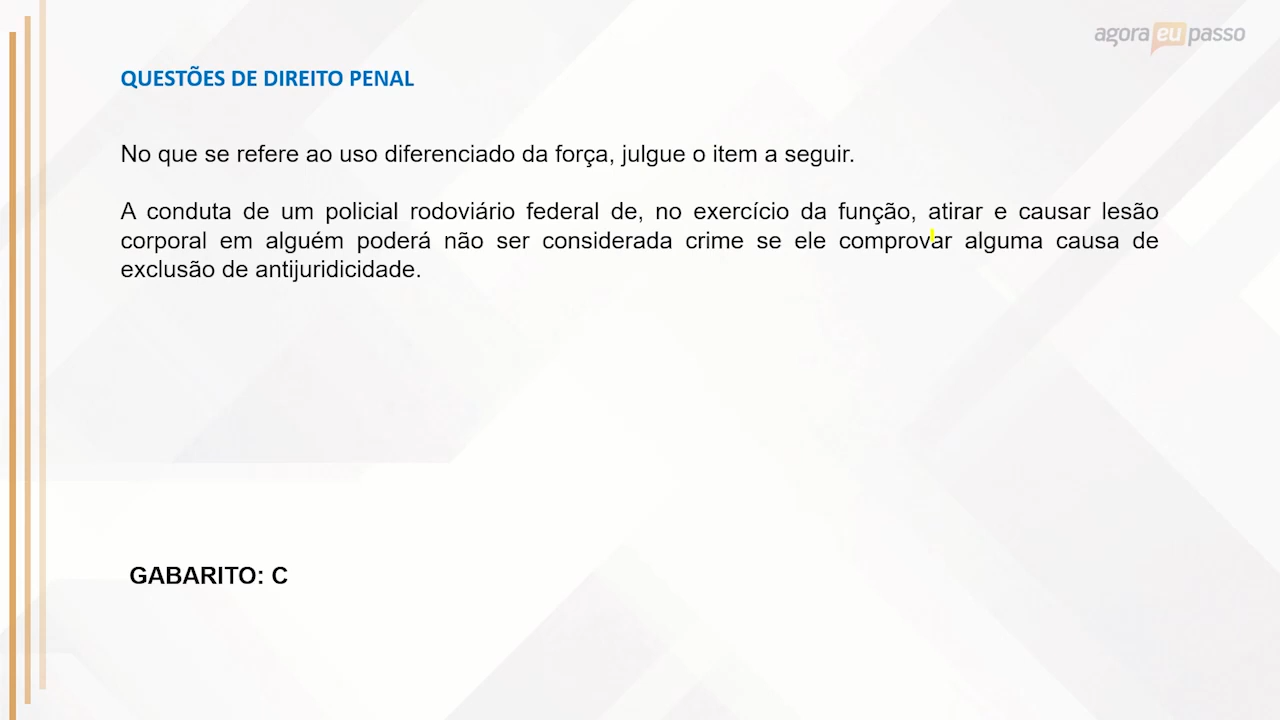 agora eu passo
QUESTÕES DE DIREITO PENAL
No que se refere ao uso diferenciado da força, julgue o item a seguir.
A conduta de um policial rodoviário federal de, no exercício da função, atirar e causar lesão
corporal em alguém poderá não ser considerada crime se ele comprovar alguma causa de
exclusão de antijuridicidade.
GABARITO: C